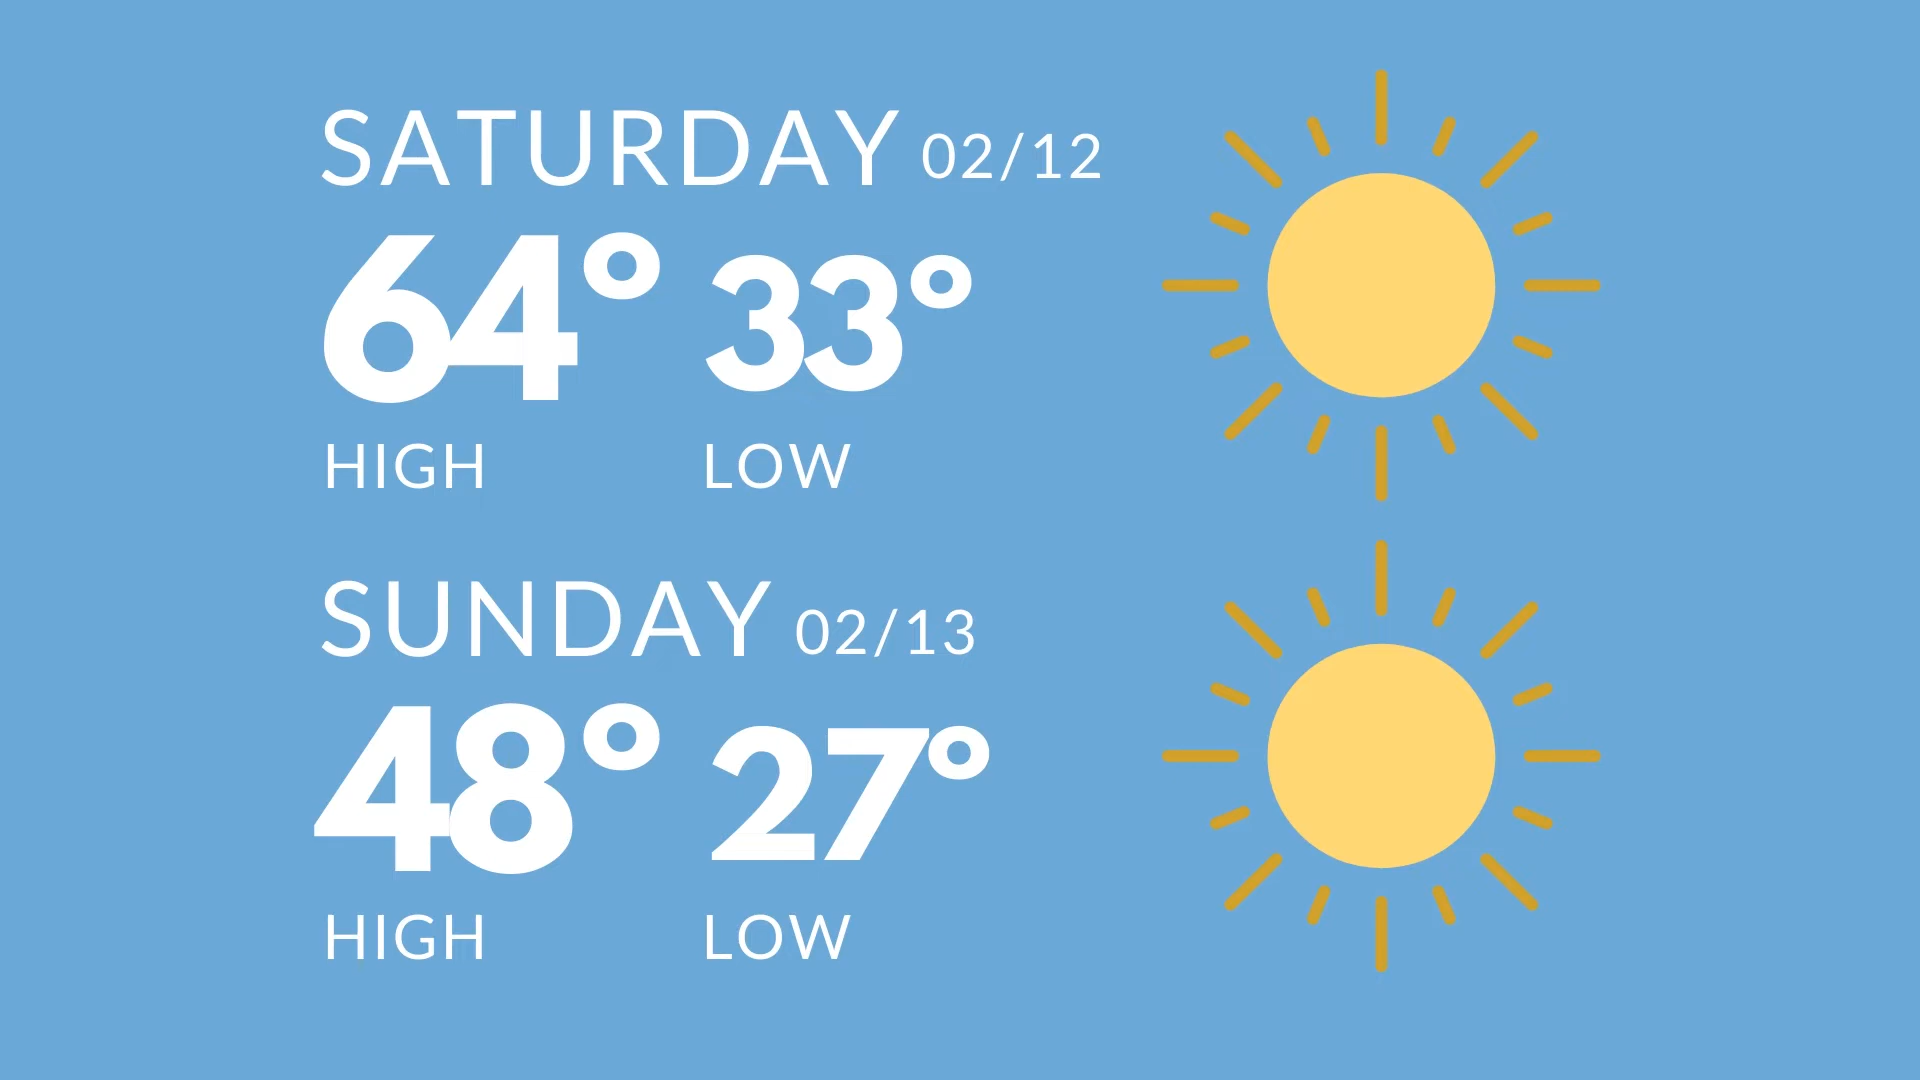 SATURDAY 02/12
64° 33°
HIGH LOW
SUNDAY 02/13
48° 27°
HIGH LOW